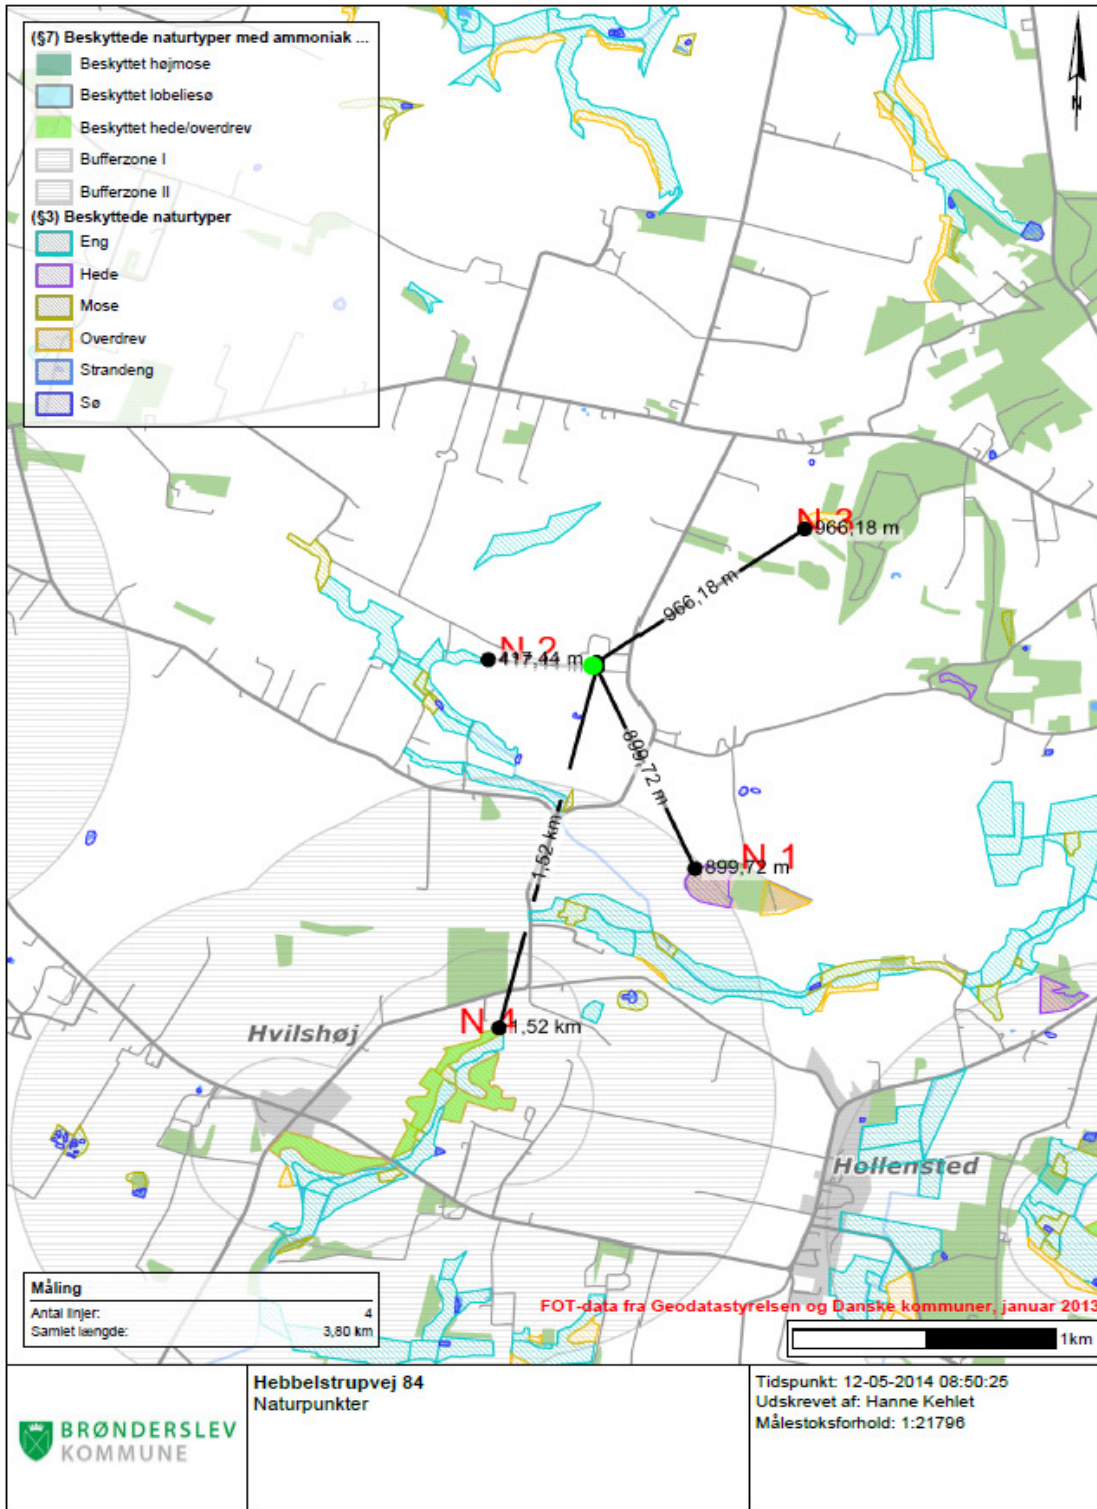 (§7) Beskyttede naturtyper med ammoniak ...
Beskyttet højmose
Beskyttet lobeliesø
Beskyttet hede/overdrev
Bufferzone I
Bufferzone II
(§3) Beskyttede naturtyper
Eng
Hede
Mose
Overdrev
Strandeng
Sø
N
N 3
966,18 m
966,18 m
N 2
417,44 m
899,72 m
N 1
899,72 m
1,52 km
N 4
1,52 km
Hvilshøj
Hollensted
Måling
Antal linjer: 4
Samlet længde: 3,80 km
FOT-data fra Geodatastyrelsen og Danske kommuner, januar 2013
1km
BRØNDERSLEV
KOMMUNE
Hebbelstrupvej 84
Naturpunkter
Tidspunkt: 12-05-2014 08:50:25
Udskrevet af: Hanne Kehlet
Målestoksforhold: 1:21796